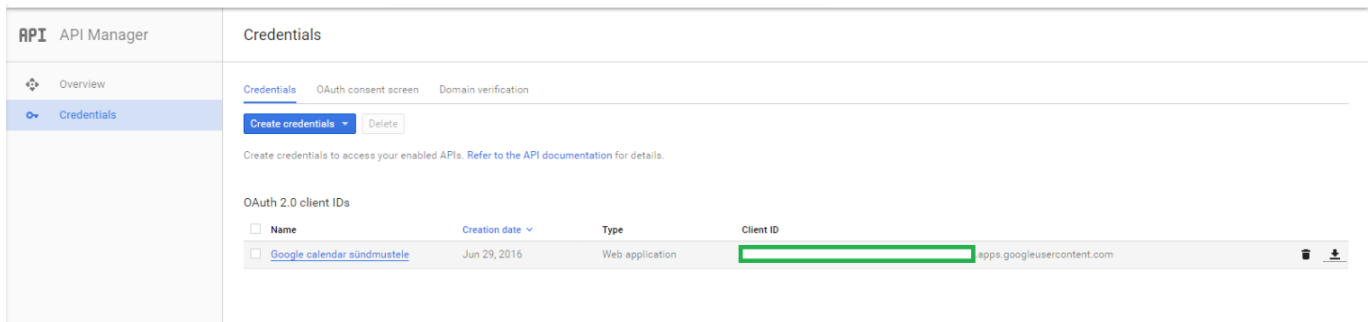 API API Manager
Credentials
Overview
Credentials
Credentials OAuth consent screen Domain verification
Create credentials Delete
Create credentials to access your enabled APIs. Refer to the API documentation for details.
OAuth 2.0 client IDs
Name Creation date Type Client ID
Google calendar sündmustele Jun 29, 2016 Web application .apps.googleusercontent.com